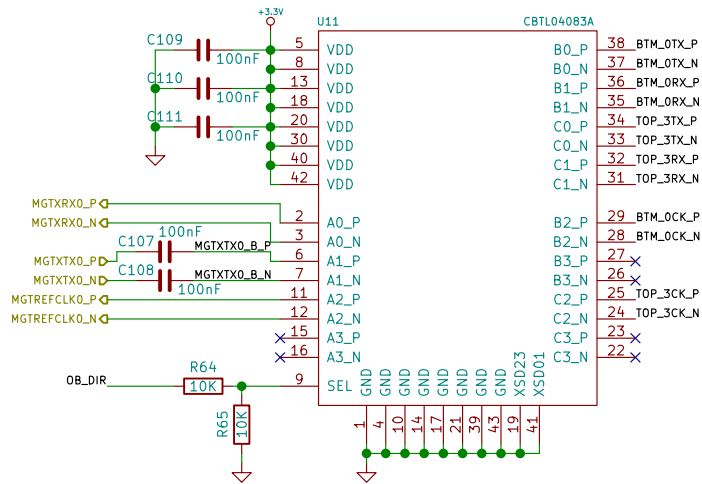 +3.3V
U11
CBTL04083A
C109
100nF
C110
100nF
C111
100nF
5 VDD
8 VDD
13 VDD
18 VDD
20 VDD
30 VDD
40 VDD
42 VDD
B0_P 38 BTM_0TX_P
B0_N 37 BTM_0TX_N
B1_P 36 BTM_0RX_P
B1_N 35 BTM_0RX_N
C0_P 34 TOP_3TX_P
C0_N 33 TOP_3TX_N
C1_P 32 TOP_3RX_P
C1_N 31 TOP_3RX_N
MGTXRX0_P
MGTXRX0_N
100nF
C107
MGTXTX0_B_P
MGTXTX0_P
C108
MGTXTX0_B_N
MGTXTX0_N
100nF
MGTREFCLK0_P
MGTREFCLK0_N
2 A0_P
3 A0_N
6 A1_P
7 A1_N
11 A2_P
12 A2_N
15 A3_P
16 A3_N
B2_P 29 BTM_0CK_P
B2_N 28 BTM_0CK_N
B3_P 27
B3_N 26
C2_P 25 TOP_3CK_P
C2_N 24 TOP_3CK_N
C3_P 23
C3_N 22
OB_DIR
R64
10K
9 SEL
R65
10K
GND 1
GND 4
GND 10
GND 14
GND 17
GND 21
GND 39
GND 43
XSD23 19
XSD01 41